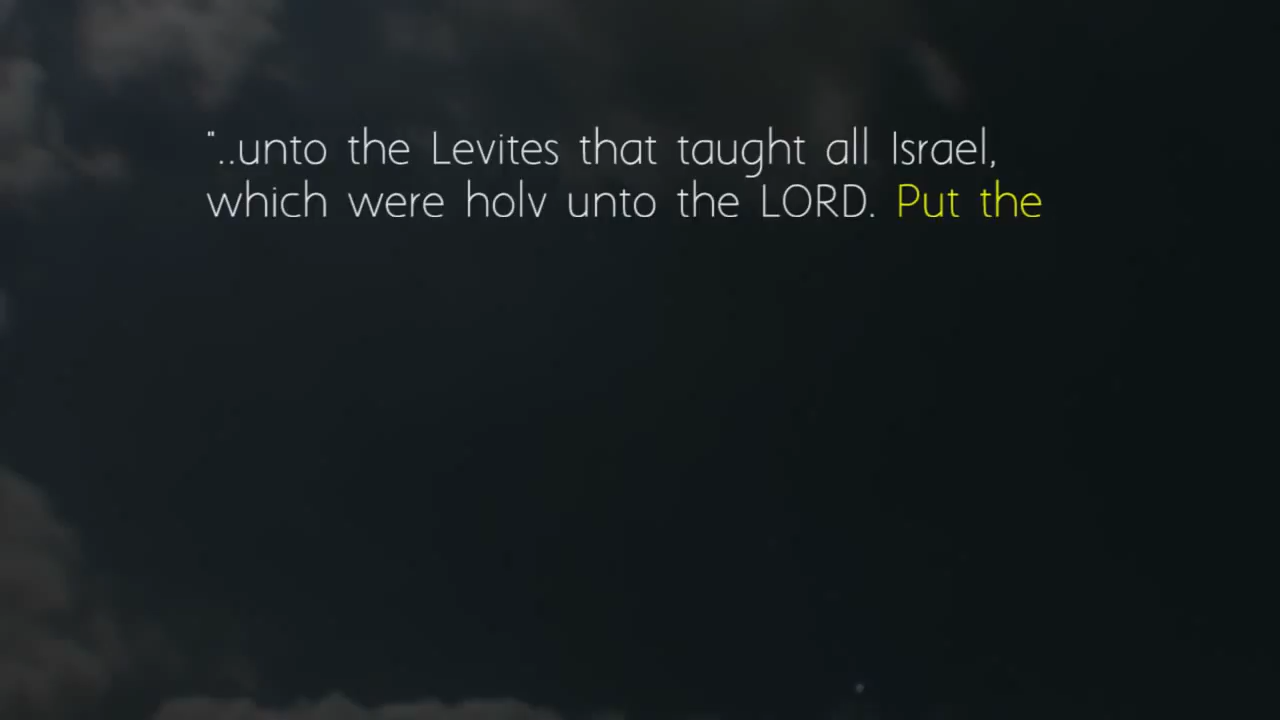 "..unto the Levites that taught all Israel,
which were holy unto the LORD. Put the